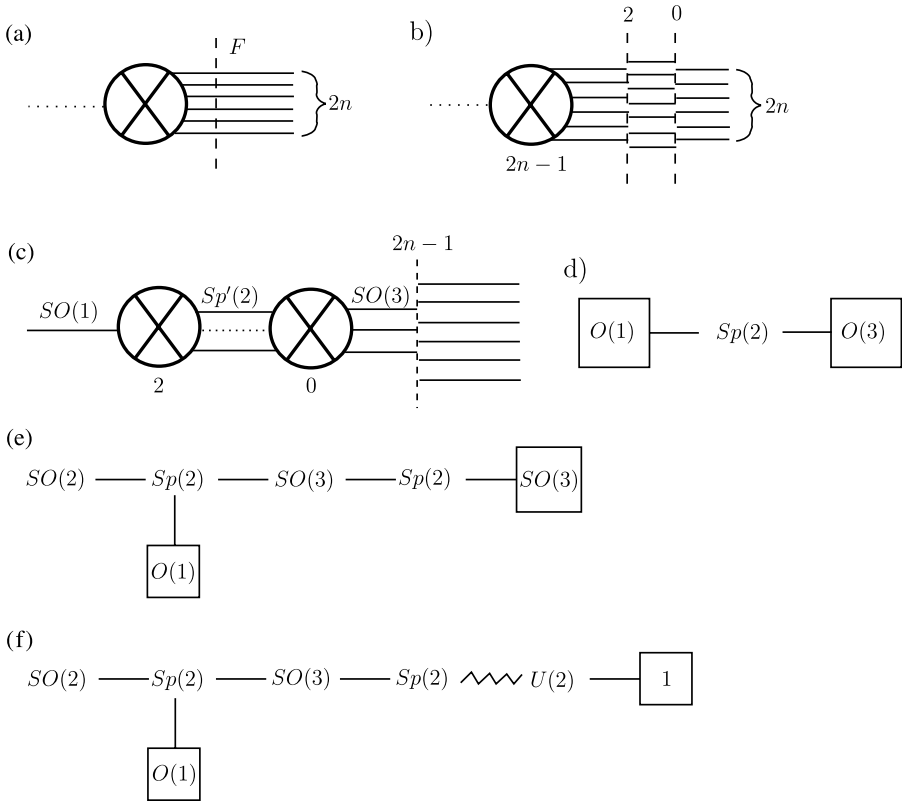 (a)
F
2n
b)
2 0
2n
2n − 1
(c)
2n − 1
SO(1)
Sp′(2)
SO(3)
2
0
d)
O(1)
Sp(2)
O(3)
(e)
SO(2)
Sp(2)
SO(3)
Sp(2)
SO(3)
O(1)
(f)
SO(2)
Sp(2)
SO(3)
Sp(2)
U(2)
1
O(1)